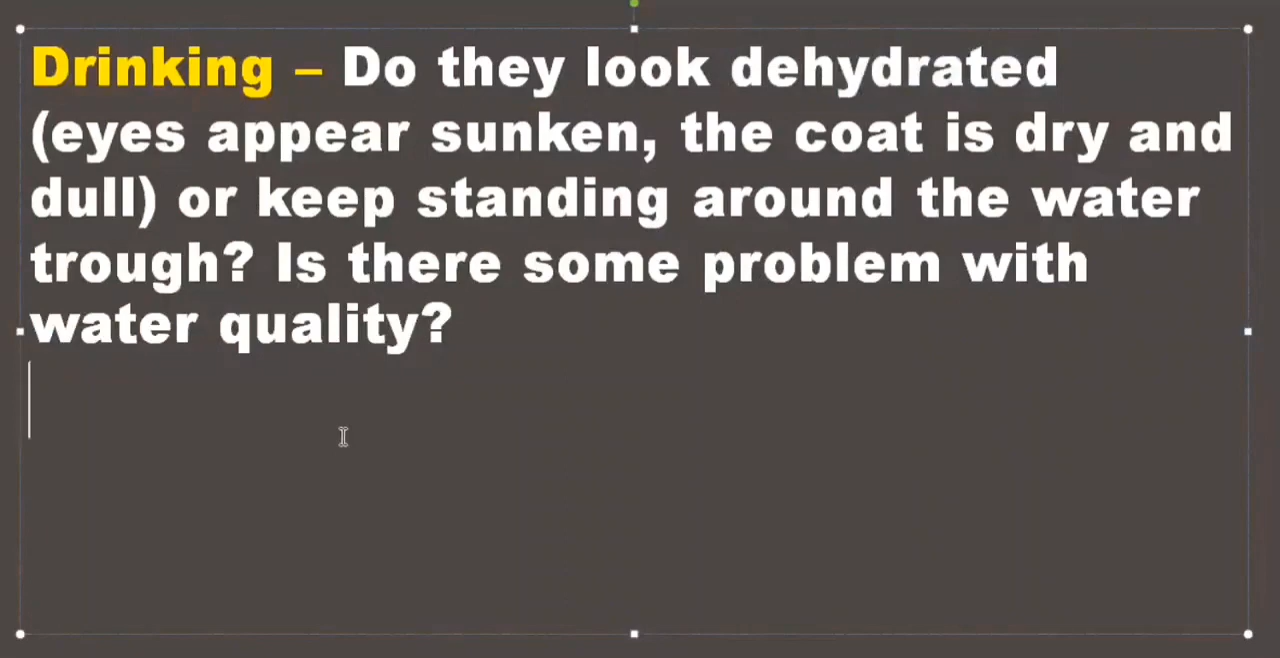 Drinking – Do they look dehydrated
(eyes appear sunken, the coat is dry and
dull) or keep standing around the water
trough? Is there some problem with
water quality?